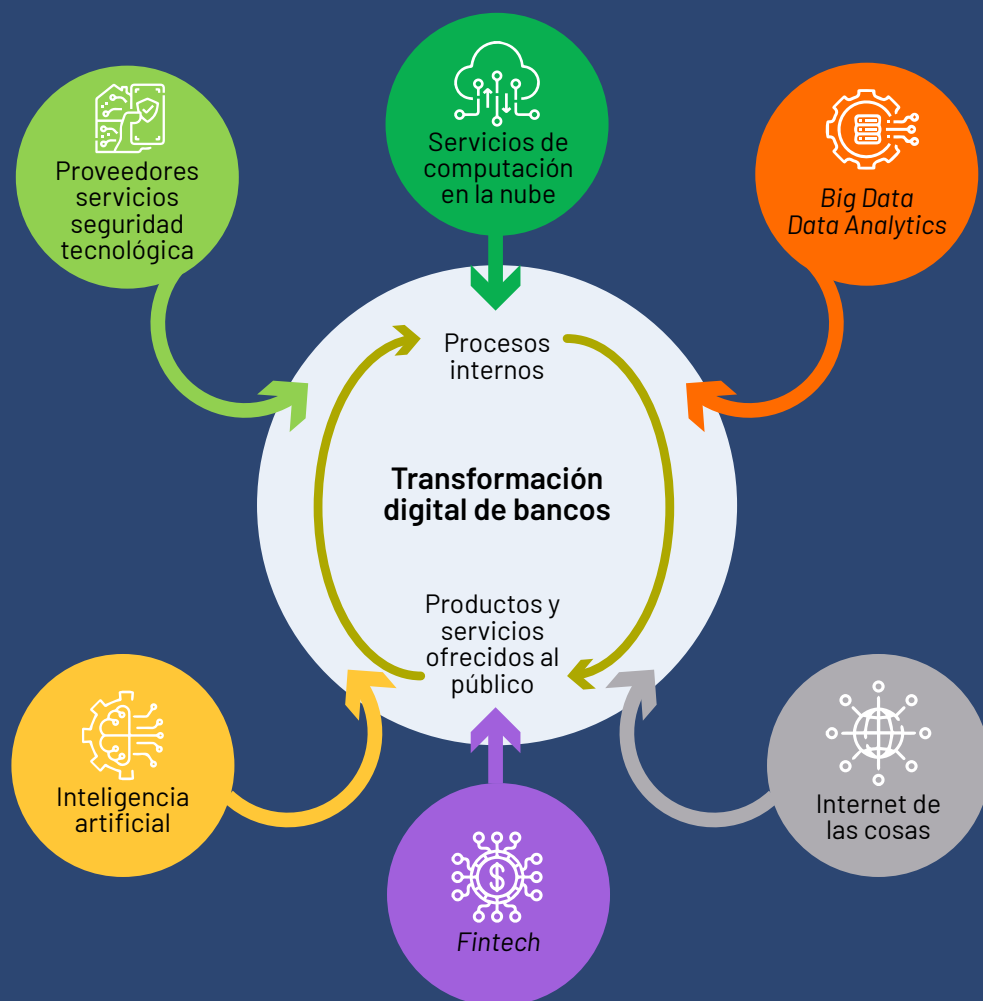 Proveedores
servicios
seguridad
tecnológica
Servicios de
computación
en la nube
Big Data
Data Analytics
Procesos
internos
Transformación
digital de bancos
Productos y
servicios
ofrecidos al
público
Inteligencia
artificial
$
Fintech
Internet de
las cosas